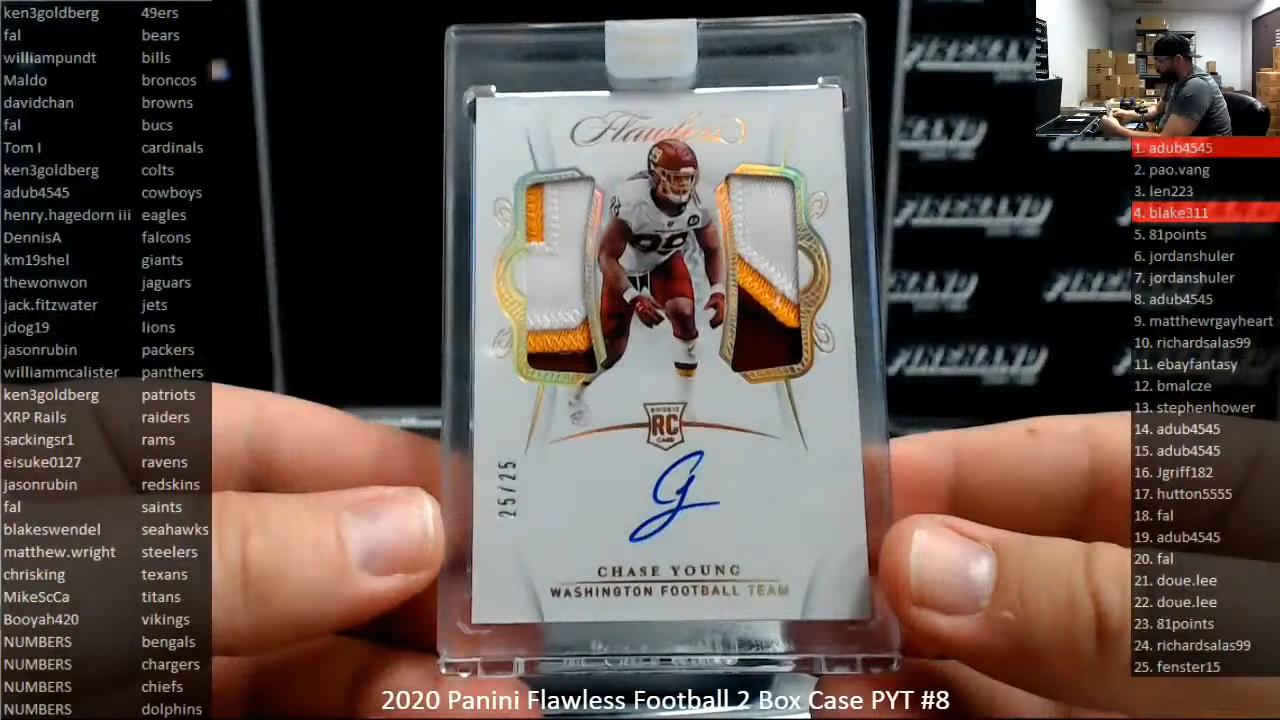 ken3goldberg 49ers
fal bears
williampundt bills
Maldo broncos
davidchan browns
fal bucs
Tom I cardinals
ken3goldberg colts
adub4545 cowboys
henry.hagedorn iii eagles
DennisA falcons
km19shel giants
thewonwon jaguars
jack.fitzwater jets
jdog19 lions
jasonrubin packers
williammcalister panthers
ken3goldberg patriots
XRP Rails raiders
sackingsr1 rams
eisuke0127 ravens
jasonrubin redskins
fal saints
blakeswendel seahawks
matthew.wright steelers
chrisking texans
MikeScCa titans
Booyah420 vikings
NUMBERS bengals
NUMBERS chargers
NUMBERS chiefs
NUMBERS dolphins
Flawless
99
ROOKIE
RC
CARD
25/25
CHASE YOUNG
WASHINGTON FOOTBALL TEAM
FIREHAND
2020 Panini Flawless Football 2 Box Case PYT #8
1. adub4545
2. pao.vang
3. len223
4. blake311
5. 81points
6. jordanshuler
7. jordanshuler
8. adub4545
9. matthewrgayheart
10. richardsalas99
11. ebayfantasy
12. bmalcze
13. stephenhower
14. adub4545
15. adub4545
16. Jgriff182
17. hutton5555
18. fal
19. adub4545
20. fal
21. doue.lee
22. doue.lee
23. 81points
24. richardsalas99
25. fenster15